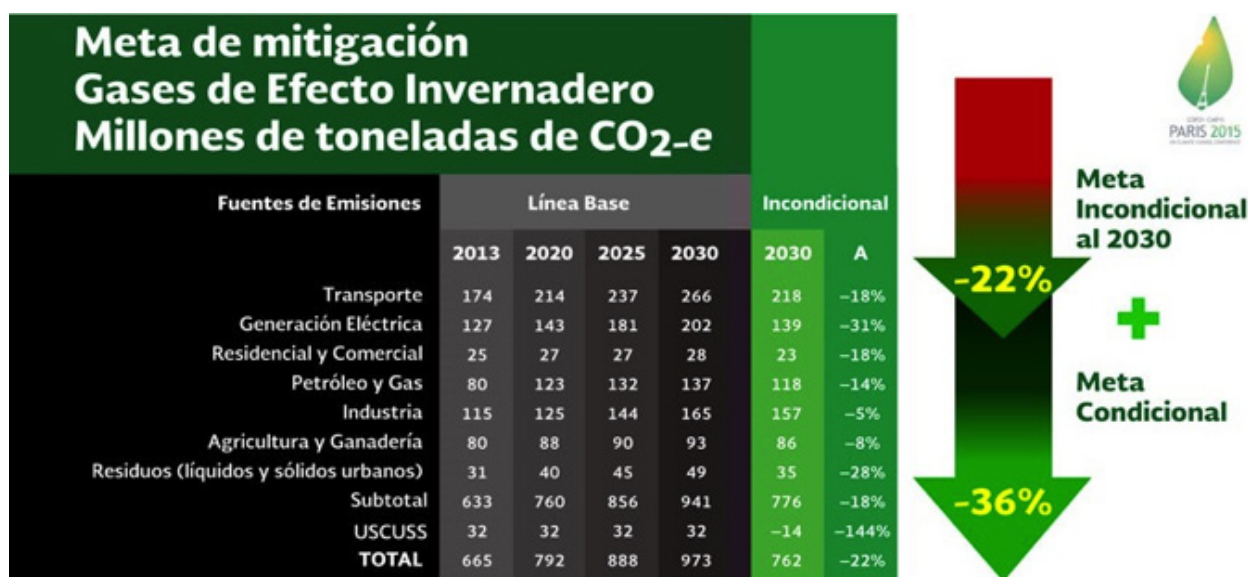 Meta de mitigación
Gases de Efecto Invernadero
Millones de toneladas de CO2-e
Fuentes de Emisiones Línea Base Incondicional
2013 2020 2025 2030 2030 A
Transporte 174 214 237 266 218 –18%
Generación Eléctrica 127 143 181 202 139 –31%
Residencial y Comercial 25 27 27 28 23 –18%
Petróleo y Gas 80 123 132 137 118 –14%
Industria 115 125 144 165 157 –5%
Agricultura y Ganadería 80 88 90 93 86 –8%
Residuos (líquidos y sólidos urbanos) 31 40 45 49 35 –28%
Subtotal 633 760 856 941 776 –18%
USCUSS 32 32 32 32 –14 –144%
TOTAL 665 792 888 973 762 –22%
PARIS 2015
Meta
Incondicional
al 2030
–22%
+
Meta
Condicional
–36%